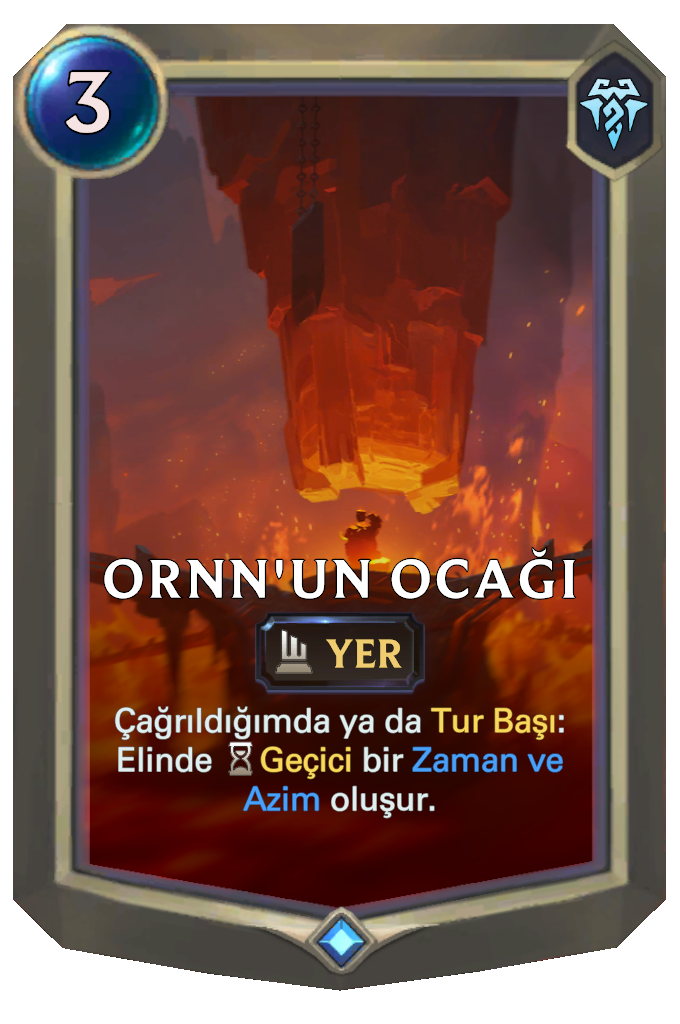 3
ORNN'UN OCAĞI
YER
Çağrıldığımda ya da Tur Başı:
Elinde Geçici bir Zaman ve
Azim oluşur.